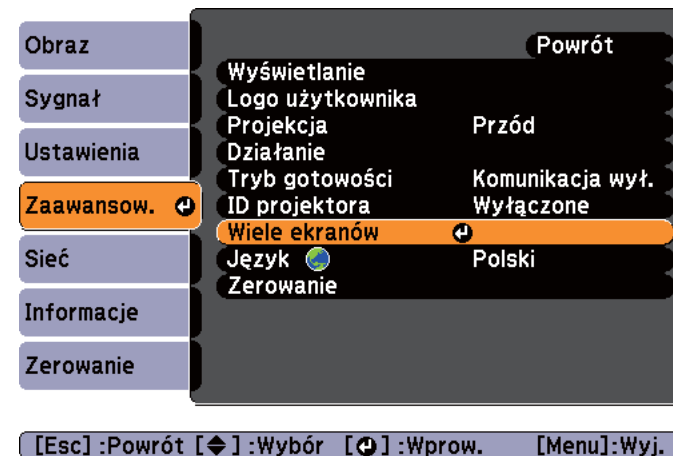 Obraz
Sygnał
Ustawienia
Zaawansow.
Sieć
Informacje
Zerowanie
Powrót
Wyświetlanie
Logo użytkownika
Projekcja Przód
Działanie
Tryb gotowości Komunikacja wył.
ID projektora Wyłączone
Wiele ekranów
Język Polski
Zerowanie
[Esc] :Powrót [◆] :Wybór [⏎] :Wprow. [Menu]:Wyj.